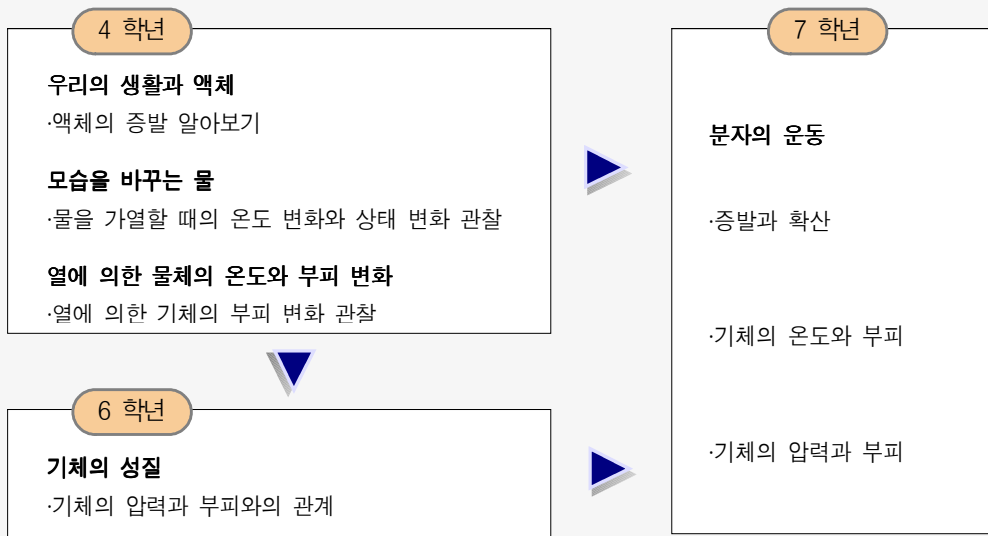 4 학년
우리의 생활과 액체
·액체의 증발 알아보기
모습을 바꾸는 물
·물을 가열할 때의 온도 변화와 상태 변화 관찰
열에 의한 물체의 온도와 부피 변화
·열에 의한 기체의 부피 변화 관찰
6 학년
기체의 성질
·기체의 압력과 부피와의 관계
7 학년
분자의 운동
·증발과 확산
·기체의 온도와 부피
·기체의 압력과 부피